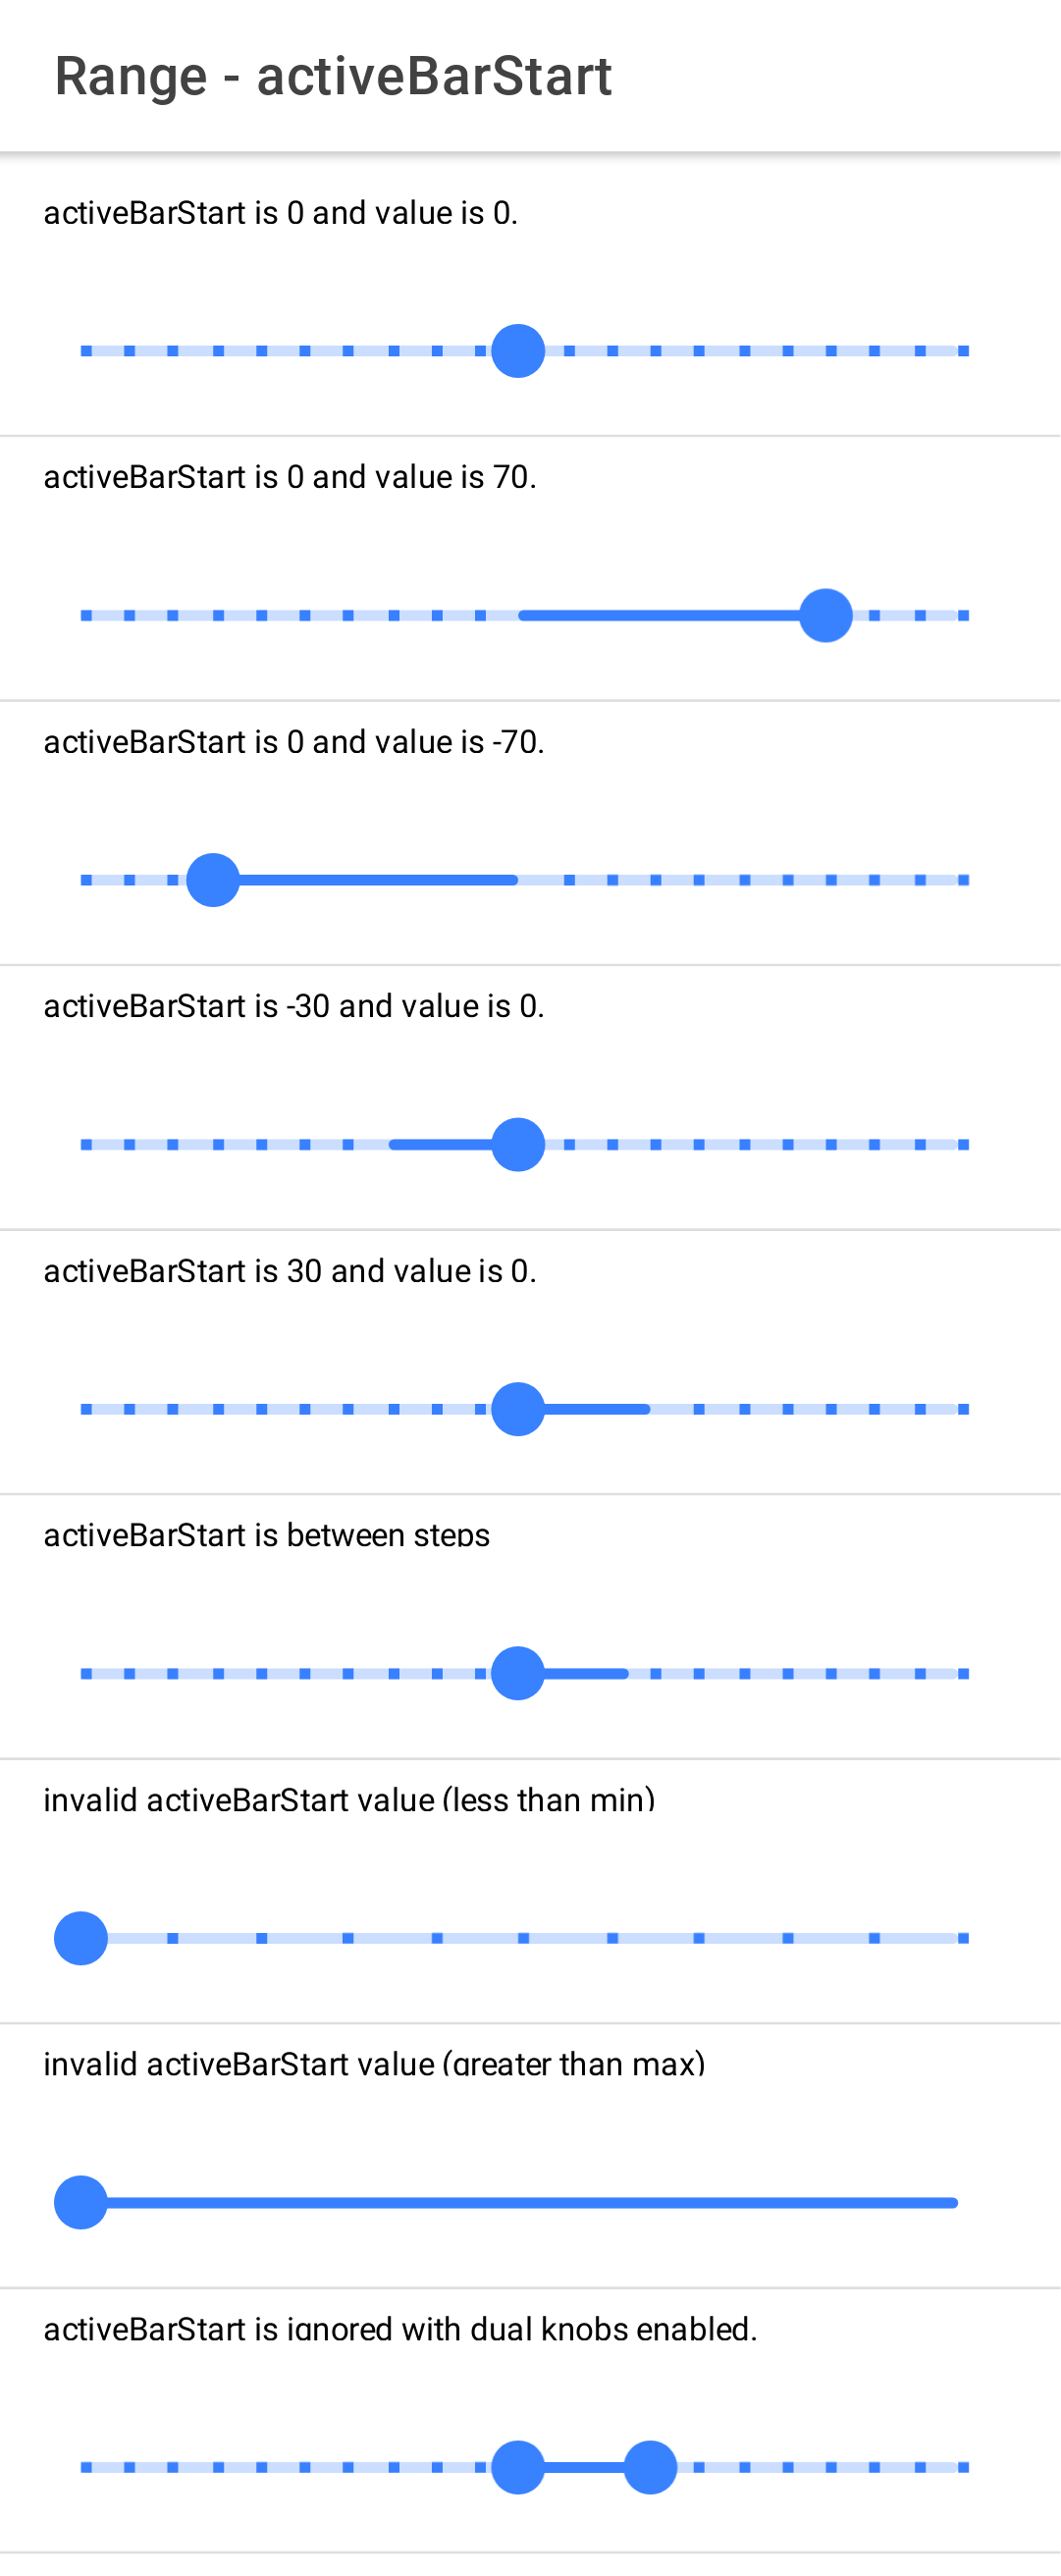 Range - activeBarStart
activeBarStart is 0 and value is 0.
activeBarStart is 0 and value is 70.
activeBarStart is 0 and value is -70.
activeBarStart is -30 and value is 0.
activeBarStart is 30 and value is 0.
activeBarStart is between steps
invalid activeBarStart value (less than min)
invalid activeBarStart value (greater than max)
activeBarStart is ignored with dual knobs enabled.